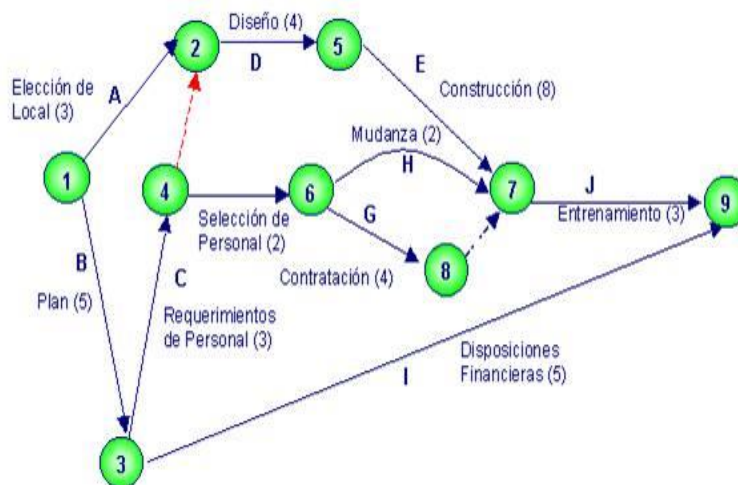 Diseño (4)
2
5
D
E
Elección de
Local (3)
A
Construcción (8)
Mudanza (2)
H
1
4
6
7
J
9
Selección de
Personal (2)
G
Entrenamiento (3)
B
C
8
Plan (5)
Contratación (4)
Requerimientos
de Personal (3)
Disposiciones
Financieras (5)
I
3